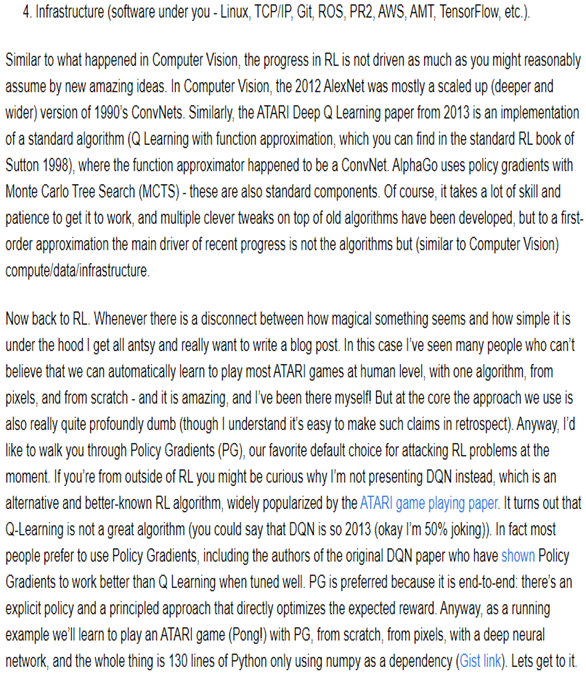 4. Infrastructure (software under you - Linux, TCP/IP, Git, ROS, PR2, AWS, AMT, TensorFlow, etc.).
Similar to what happened in Computer Vision, the progress in RL is not driven as much as you might reasonably
assume by new amazing ideas. In Computer Vision, the 2012 AlexNet was mostly a scaled up (deeper and
wider) version of 1990's ConvNets. Similarly, the ATARI Deep Q Learning paper from 2013 is an implementation
of a standard algorithm (Q Learning with function approximation, which you can find in the standard RL book of
Sutton 1998), where the function approximator happened to be a ConvNet. AlphaGo uses policy gradients with
Monte Carlo Tree Search (MCTS) - these are also standard components. Of course, it takes a lot of skill and
patience to get it to work, and multiple clever tweaks on top of old algorithms have been developed, but to a first-
order approximation the main driver of recent progress is not the algorithms but (similar to Computer Vision)
compute/data/infrastructure.
Now back to RL. Whenever there is a disconnect between how magical something seems and how simple it is
under the hood I get all antsy and really want to write a blog post. In this case I've seen many people who can't
believe that we can automatically learn to play most ATARI games at human level, with one algorithm, from
pixels, and from scratch - and it is amazing, and I've been there myself! But at the core the approach we use is
also really quite profoundly dumb (though I understand it's easy to make such claims in retrospect). Anyway, I'd
like to walk you through Policy Gradients (PG), our favorite default choice for attacking RL problems at the
moment. If you're from outside of RL you might be curious why I'm not presenting DQN instead, which is an
alternative and better-known RL algorithm, widely popularized by the ATARI game playing paper. It turns out that
Q-Learning is not a great algorithm (you could say that DQN is so 2013 (okay I'm 50% joking)). In fact most
people prefer to use Policy Gradients, including the authors of the original DQN paper who have shown Policy
Gradients to work better than Q Learning when tuned well. PG is preferred because it is end-to-end: there's an
explicit policy and a principled approach that directly optimizes the expected reward. Anyway, as a running
example we'll learn to play an ATARI game (Pong!) with PG, from scratch, from pixels, with a deep neural
network, and the whole thing is 130 lines of Python only using numpy as a dependency (Gist link). Lets get to it.